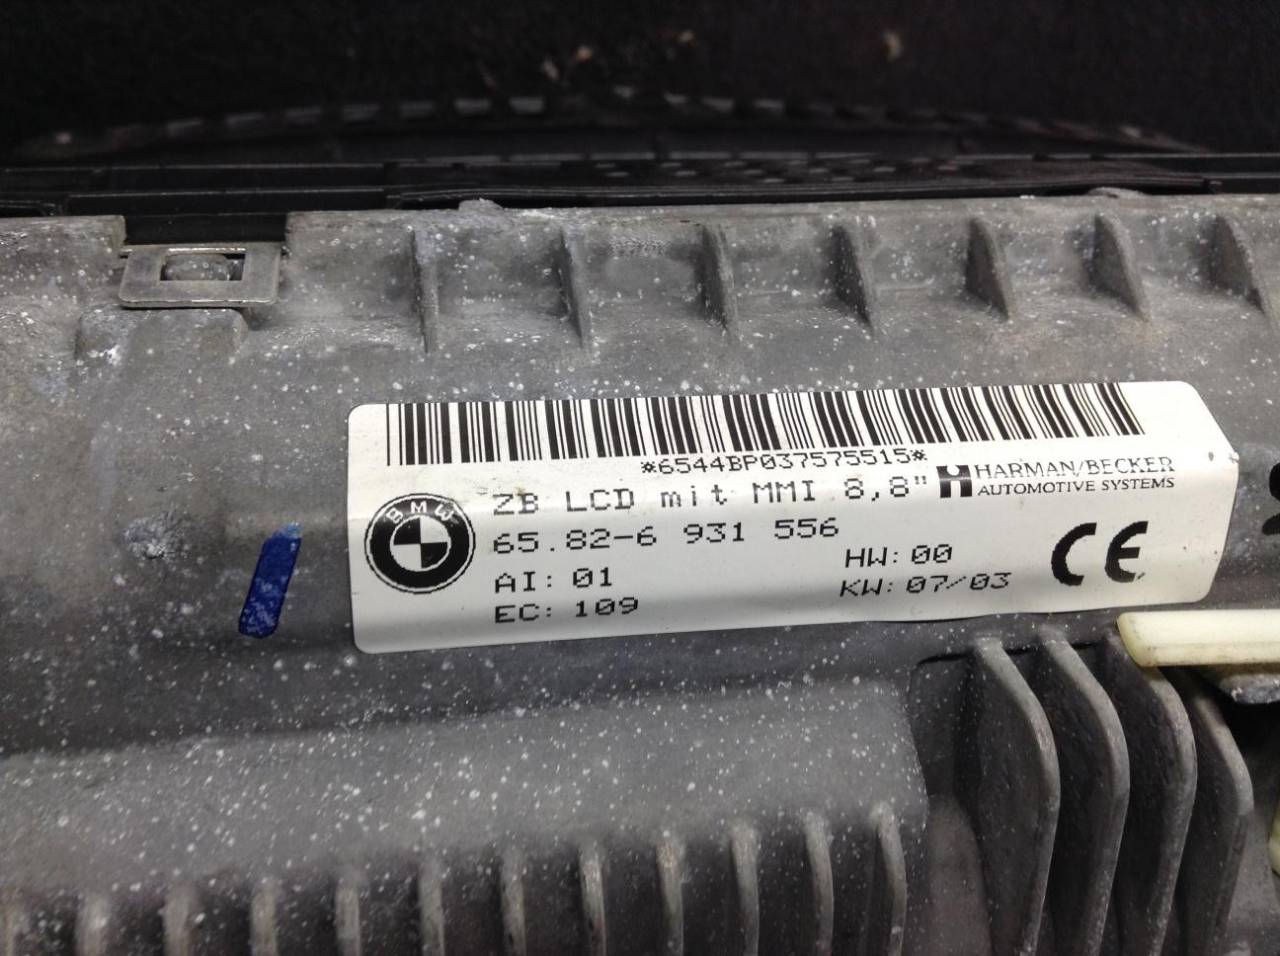 *6544BP037575515*
ZB LCD mit MMI 8,8"
HARMAN/BECKER
AUTOMOTIVE SYSTEMS
BMW
65.82-6 931 556
AI: 01
HW: 00
EC: 109
KW: 07/03
CE